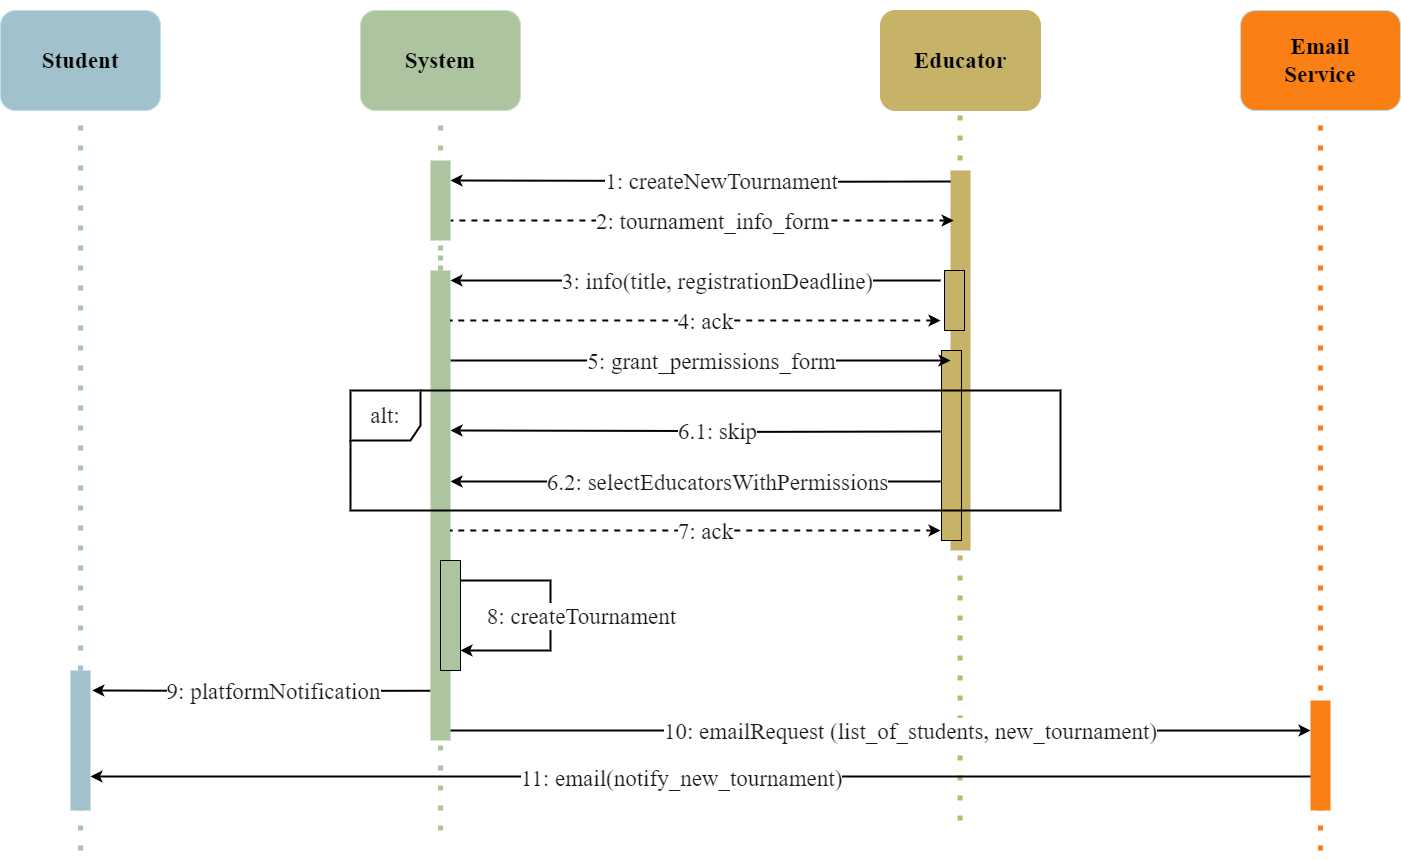 Student
System
Educator
Email
Service
1: createNewTournament
2: tournament_info_form
3: info(title, registrationDeadline)
4: ack
5: grant_permissions_form
alt:
6.1: skip
6.2: selectEducatorsWithPermissions
7: ack
8: createTournament
9: platformNotification
10: emailRequest (list_of_students, new_tournament)
11: email(notify_new_tournament)